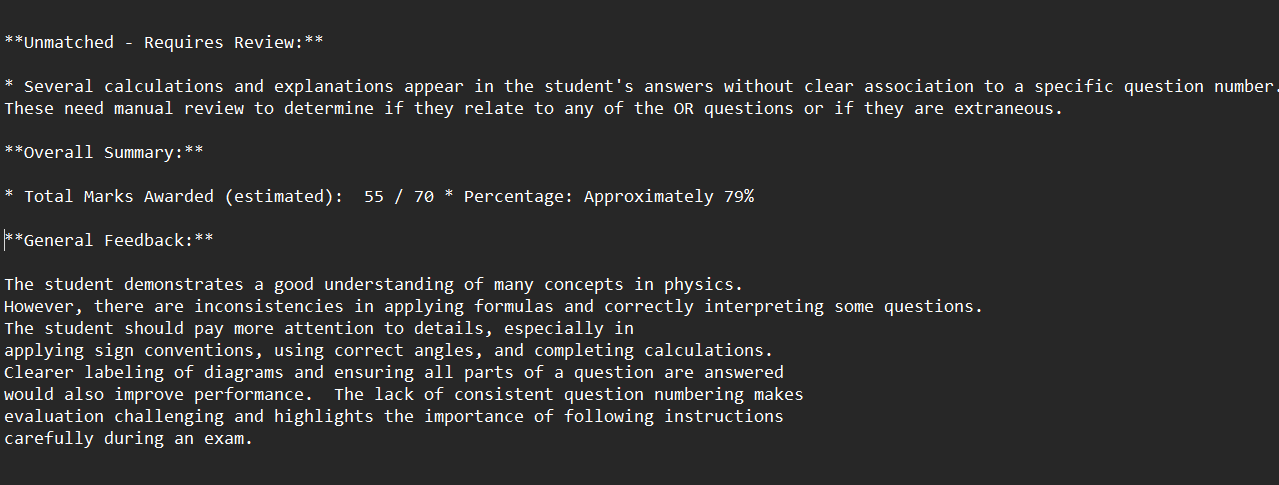 **Unmatched - Requires Review:**
* Several calculations and explanations appear in the student's answers without clear association to a specific question number.
These need manual review to determine if they relate to any of the OR questions or if they are extraneous.
**Overall Summary:**
* Total Marks Awarded (estimated):  55 / 70 * Percentage: Approximately 79%
**General Feedback:**
The student demonstrates a good understanding of many concepts in physics.
However, there are inconsistencies in applying formulas and correctly interpreting some questions.
The student should pay more attention to details, especially in
applying sign conventions, using correct angles, and completing calculations.
Clearer labeling of diagrams and ensuring all parts of a question are answered
would also improve performance.  The lack of consistent question numbering makes
evaluation challenging and highlights the importance of following instructions
carefully during an exam.